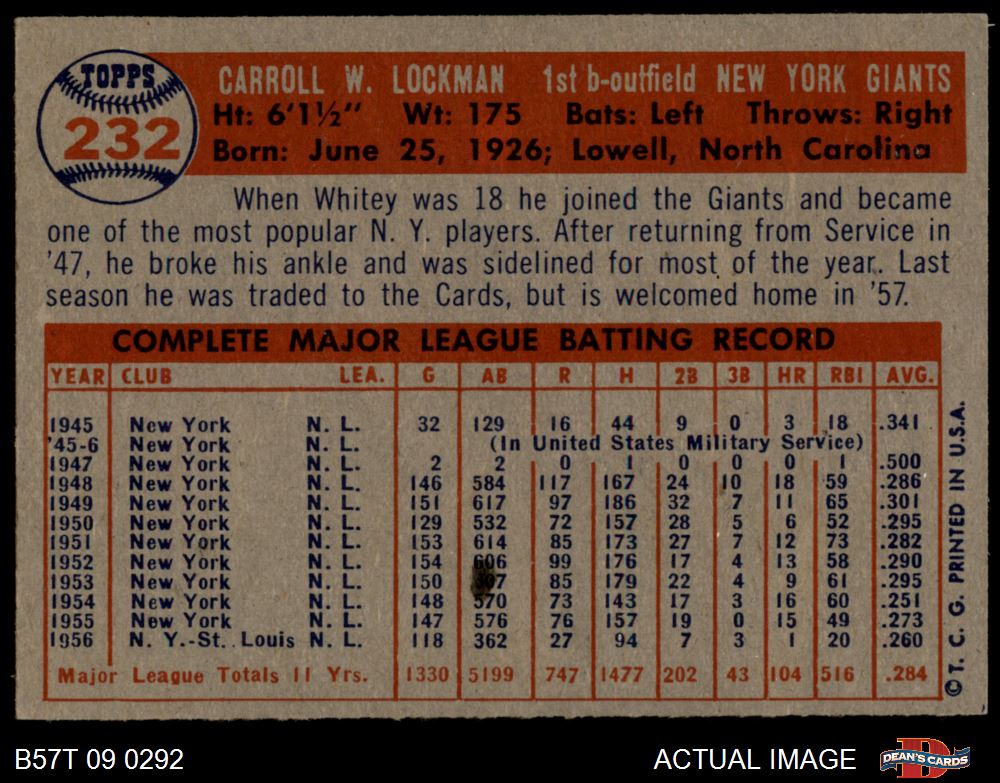 TOPPS
232
CARROLL W. LOCKMAN 1st b-outfield NEW YORK GIANTS
Ht: 6'1½" Wt: 175 Bats: Left Throws: Right
Born: June 25, 1926; Lowell, North Carolina
When Whitey was 18 he joined the Giants and became
one of the most popular N. Y. players. After returning from Service in
'47, he broke his ankle and was sidelined for most of the year. Last
season he was traded to the Cards, but is welcomed home in '57.
COMPLETE MAJOR LEAGUE BATTING RECORD
YEAR CLUB LEA. G AB R H 2B 3B HR RBI AVG.
1945 New York N. L. 32 129 16 44 9 0 3 18 .341
'45-6 (In United States Military Service)
1947 New York N. L. 2 2 0 1 0 0 0 1 .500
1948 New York N. L. 146 584 117 167 24 10 18 59 .286
1949 New York N. L. 151 617 97 186 32 7 11 65 .301
1950 New York N. L. 129 532 72 157 28 5 6 52 .295
1951 New York N. L. 153 614 85 173 27 7 12 73 .282
1952 New York N. L. 154 606 99 176 17 4 13 58 .290
1953 New York N. L. 150 85 179 22 4 9 61 .295
1954 New York N. L. 148 570 73 143 17 3 16 60 .251
1955 New York N. L. 147 576 76 157 19 0 15 49 .273
1956 N. Y.-St. Louis N. L. 118 362 27 94 7 3 1 20 .260
Major League Totals 11 Yrs. 1330 5199 747 1477 202 43 104 516 .284
©T. C. G. PRINTED IN U.S.A.
B57T 09 0292
ACTUAL IMAGE
DEAN'S CARDS